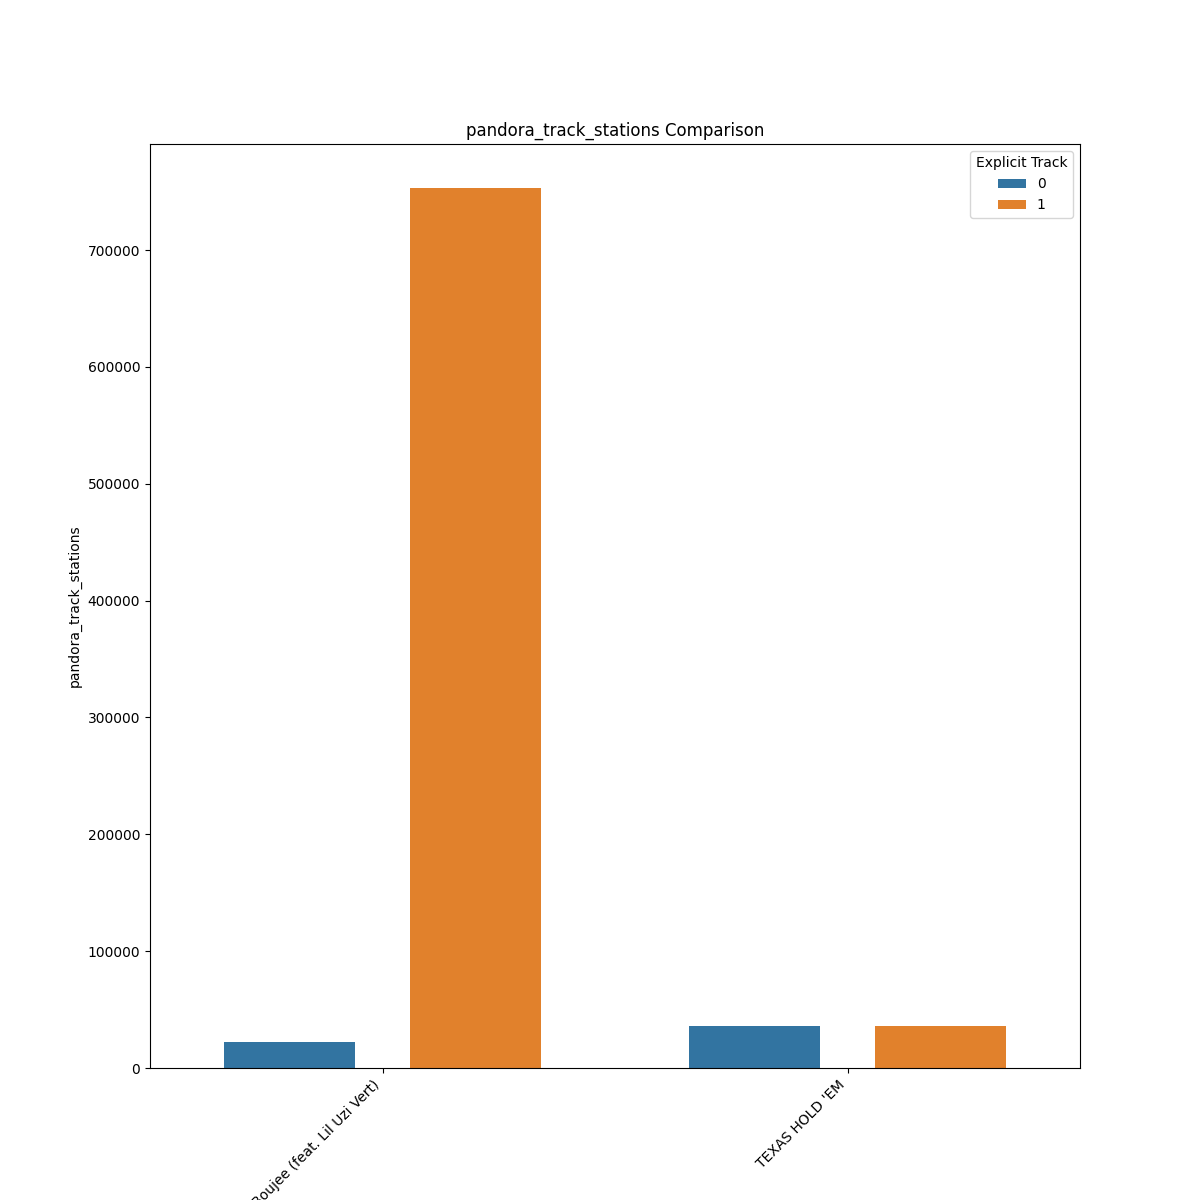 pandora_track_stations Comparison
Explicit Track
0
1
700000
600000
500000
400000
300000
200000
100000
0
pandora_track_stations
Boujee (feat. Lil Uzi Vert)
TEXAS HOLD 'EM